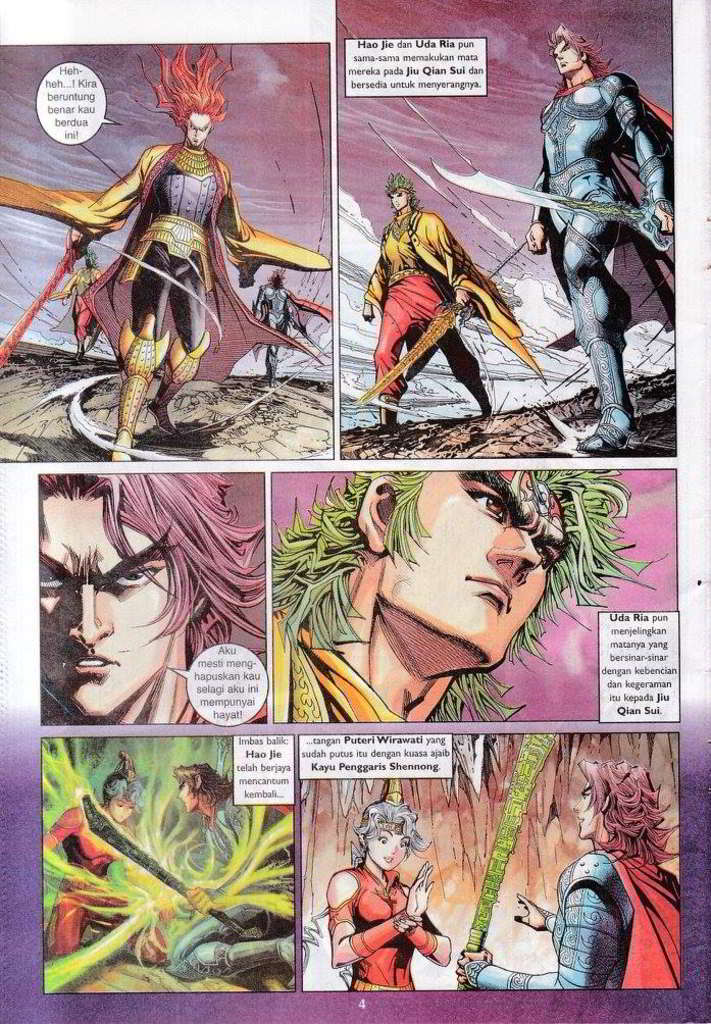 Heh-
heh...! Kira
beruntung
benar kau
berdua
ini!
Hao Jie dan Uda Ria pun
sama-sama memakukan mata
mereka pada Jiu Qian Sui dan
bersedia untuk menyerangnya.
Aku
mesti meng-
hapuskan kau
selagi aku ini
mempunyai
hayat!
Uda Ria pun
menjelingkan
matanya yang
bersinar-sinar
dengan kebencian
dan kegeraman
itu kepada Jiu
Qian Sui.
Imbas balik:
Hao Jie
telah berjaya
mencantum
kembali...
...tangan Puteri Wirawati yang
sudah putus itu dengan kuasa ajaib
Kayu Penggaris Shennong.
4